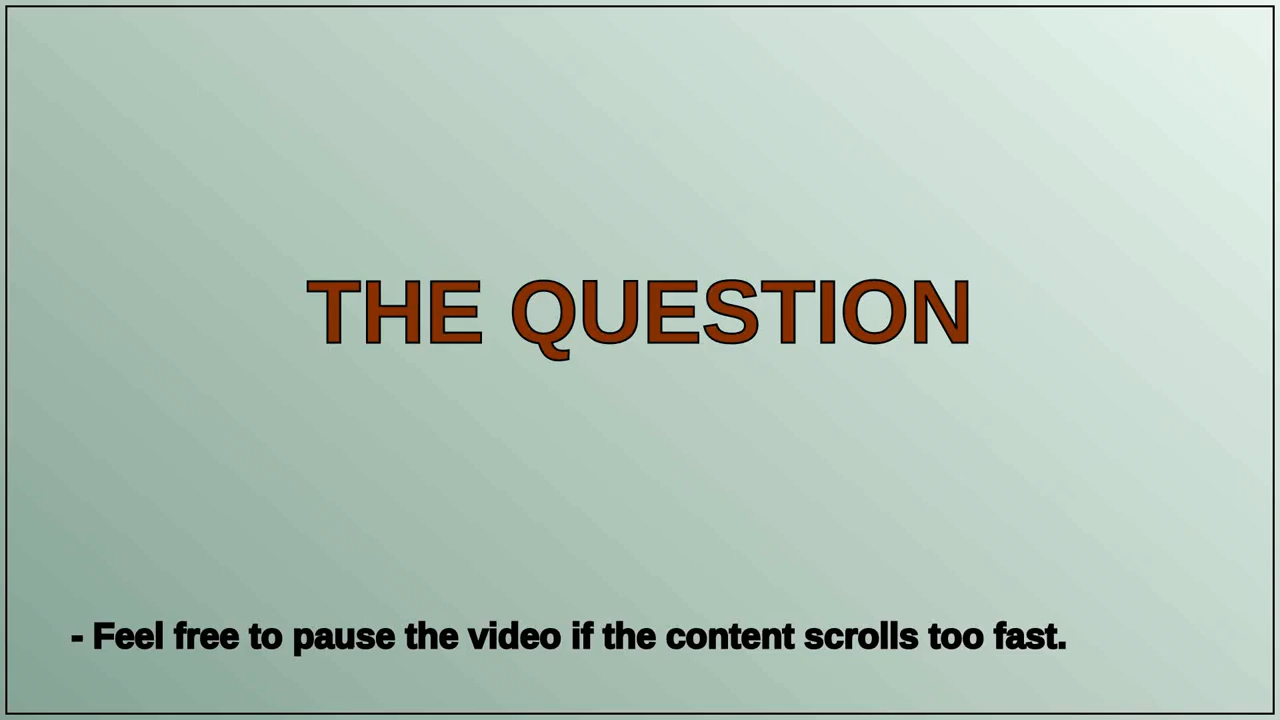 THE QUESTION
- Feel free to pause the video if the content scrolls too fast.